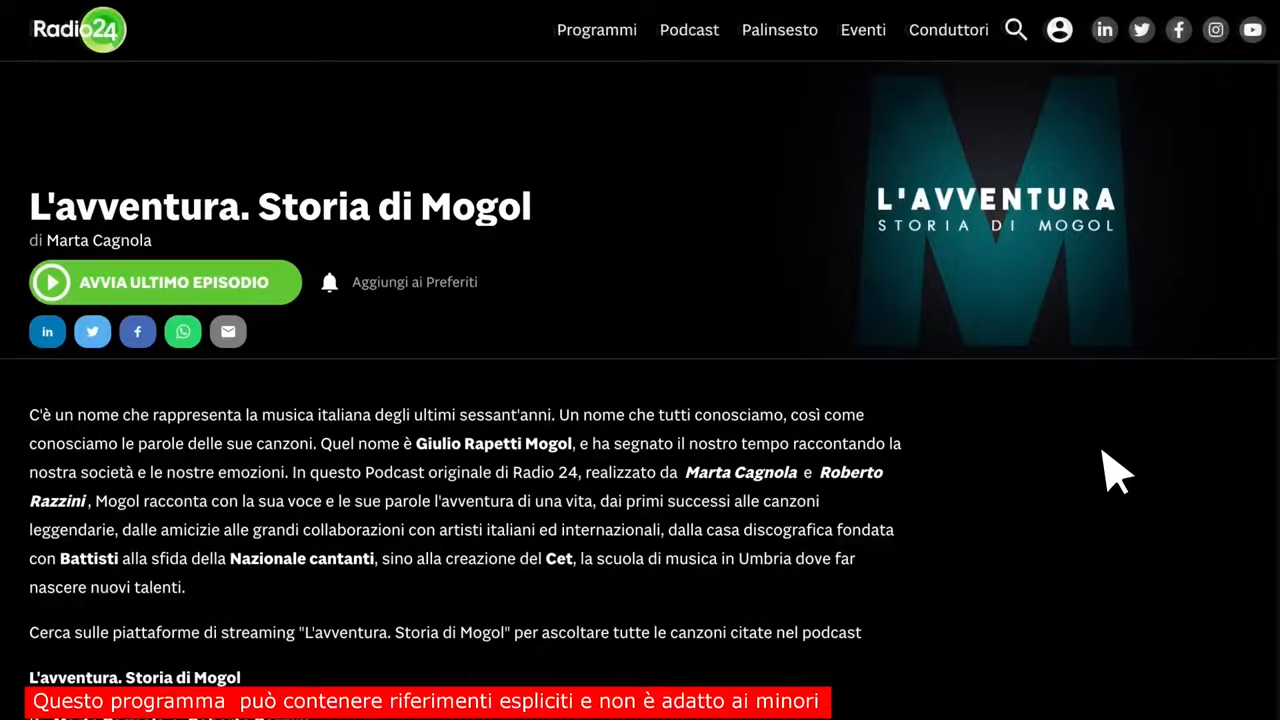 Radio24
Programmi Podcast Palinsesto Eventi Conduttori
L'AVVENTURA
STORIA DI MOGOL
L'avventura. Storia di Mogol
di Marta Cagnola
AVVIA ULTIMO EPISODIO
Aggiungi ai Preferiti
C'è un nome che rappresenta la musica italiana degli ultimi sessant'anni. Un nome che tutti conosciamo, così come
conosciamo le parole delle sue canzoni. Quel nome è Giulio Rapetti Mogol, e ha segnato il nostro tempo raccontando la
nostra società e le nostre emozioni. In questo Podcast originale di Radio 24, realizzato da Marta Cagnola e Roberto
Razzini, Mogol racconta con la sua voce e le sue parole l'avventura di una vita, dai primi successi alle canzoni
leggendarie, dalle amicizie alle grandi collaborazioni con artisti italiani ed internazionali, dalla casa discografica fondata
con Battisti alla sfida della Nazionale cantanti, sino alla creazione del Cet, la scuola di musica in Umbria dove far
nascere nuovi talenti.
Cerca sulle piattaforme di streaming "L'avventura. Storia di Mogol" per ascoltare tutte le canzoni citate nel podcast
L'avventura. Storia di Mogol
Questo programma può contenere riferimenti espliciti e non è adatto ai minori